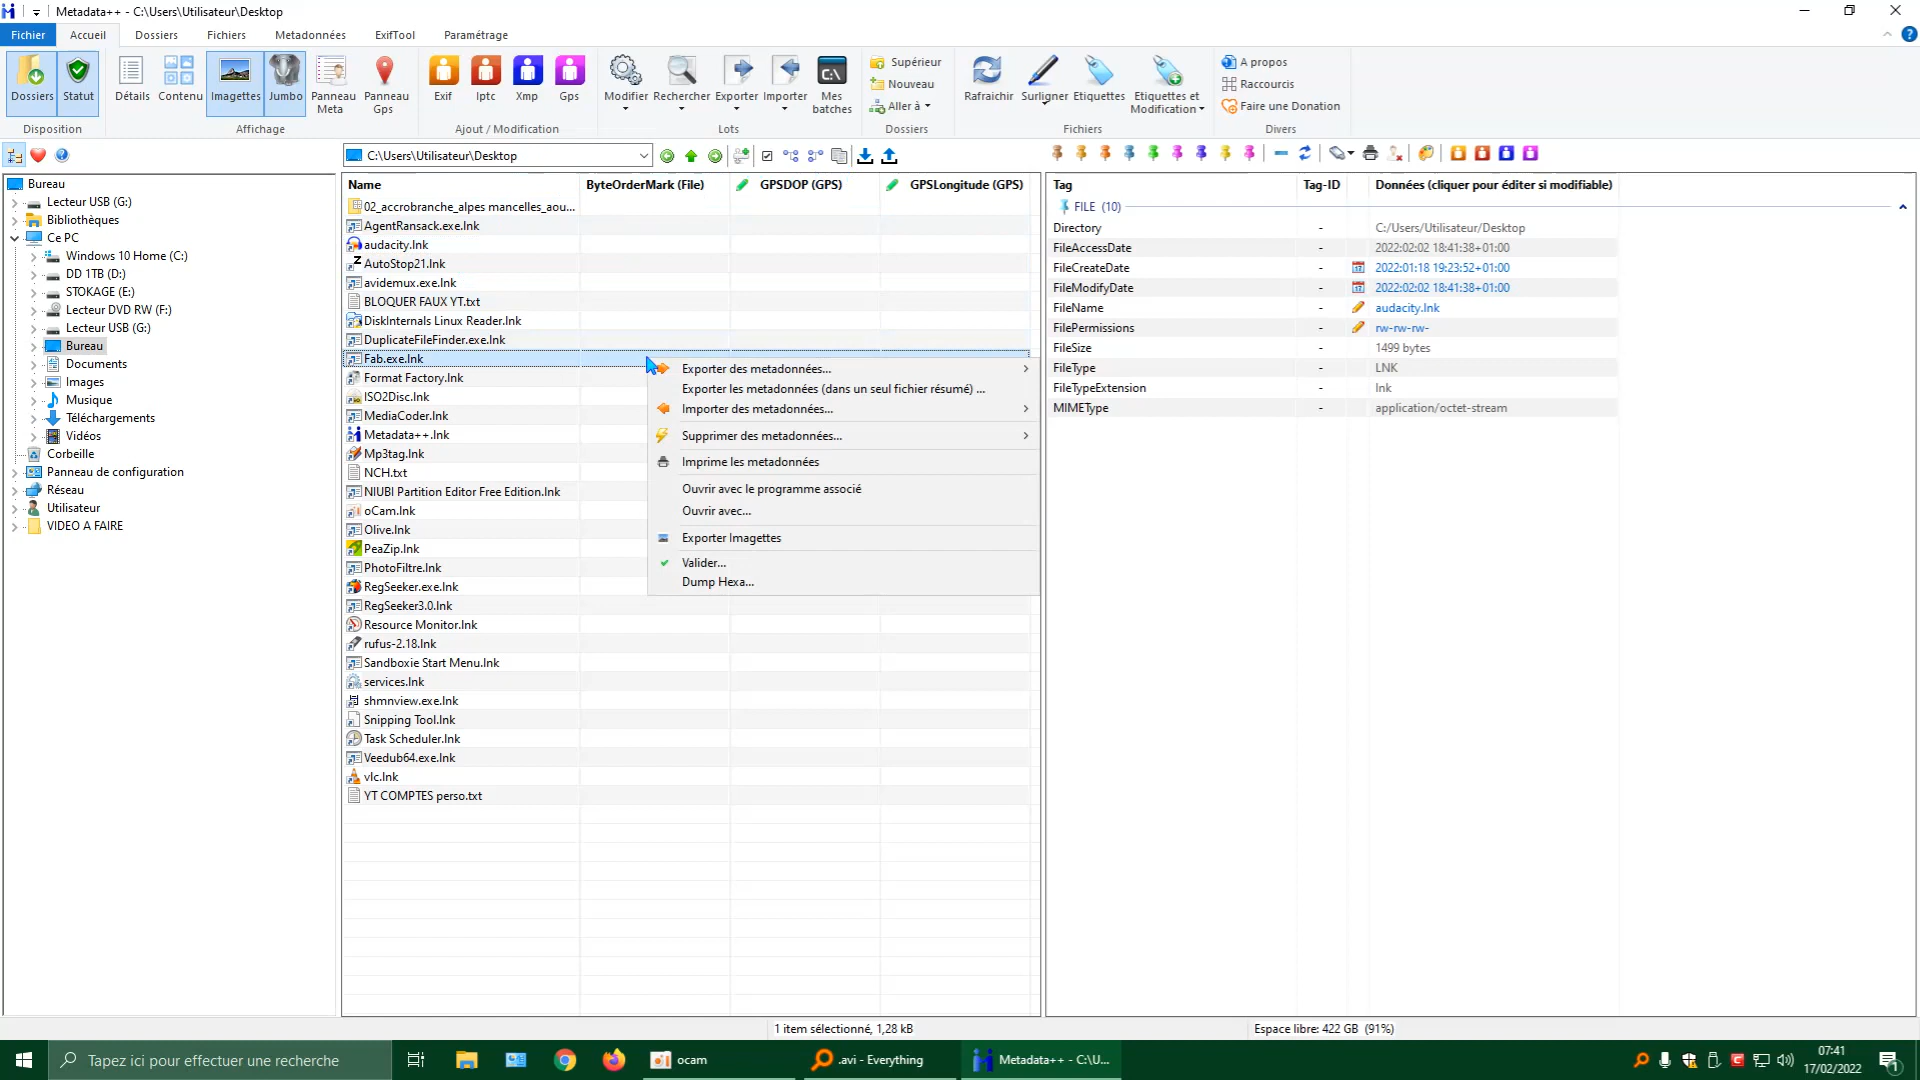 Metadata++ - C:\Users\Utilisateur\Desktop
Fichier
Accueil
Dossiers
Fichiers
Metadonnées
ExifTool
Paramétrage
Dossiers
Statut
Disposition
Détails
Contenu
Imagettes
Jumbo
Panneau
Meta
Panneau
Gps
Affichage
Exif
Iptc
Xmp
Gps
Ajout / Modification
Modifier
Rechercher
Exporter
Importer
Mes
batches
Lots
Supérieur
Nouveau
Aller à
Dossiers
Rafraichir
Surligner
Etiquettes
Etiquettes et
Modification
Fichiers
A propos
Raccourcis
Faire une Donation
Divers
C:\Users\Utilisateur\Desktop
Bureau
Lecteur USB (G:)
Bibliothèques
Ce PC
Windows 10 Home (C:)
DD 1TB (D:)
STOKAGE (E:)
Lecteur DVD RW (F:)
Lecteur USB (G:)
Bureau
Documents
Images
Musique
Téléchargements
Vidéos
Corbeille
Panneau de configuration
Réseau
Utilisateur
VIDEO A FAIRE
Name ByteOrderMark (File) GPSDOP (GPS) GPSLongitude (GPS)
02_accrobranche_alpes mancelles_aou...
AgentRansack.exe.lnk
audacity.lnk
AutoStop21.lnk
avidemux.exe.lnk
BLOQUER FAUX YT.txt
DiskInternals Linux Reader.lnk
DuplicateFileFinder.exe.lnk
Fab.exe.lnk
Format Factory.lnk
ISO2Disc.lnk
MediaCoder.lnk
Metadata++.lnk
Mp3tag.lnk
NCH.txt
NIUBI Partition Editor Free Edition.lnk
oCam.lnk
Olive.lnk
PeaZip.lnk
PhotoFiltre.lnk
RegSeeker.exe.lnk
RegSeeker3.0.lnk
Resource Monitor.lnk
rufus-2.18.lnk
Sandboxie Start Menu.lnk
services.lnk
shmnview.exe.lnk
Snipping Tool.lnk
Task Scheduler.lnk
Veedub64.exe.lnk
vlc.lnk
YT COMPTES perso.txt
Exporter des metadonnées...
Exporter les metadonnées (dans un seul fichier résumé) ...
Importer des metadonnées...
Supprimer des metadonnées...
Imprime les metadonnées
Ouvrir avec le programme associé
Ouvrir avec...
Exporter Imagettes
Valider...
Dump Hexa...
Tag Tag-ID Données (cliquer pour éditer si modifiable)
FILE (10)
Directory - C:/Users/Utilisateur/Desktop
FileAccessDate - 2022:02:02 18:41:38+01:00
FileCreateDate - 2022:01:18 19:23:52+01:00
FileModifyDate - 2022:02:02 18:41:38+01:00
FileName - audacity.lnk
FilePermissions - rw-rw-rw-
FileSize - 1499 bytes
FileType - LNK
FileTypeExtension - lnk
MIMEType - application/octet-stream
1 item sélectionné, 1,28 kB
Espace libre: 422 GB (91%)
Tapez ici pour effectuer une recherche
ocam
.avi - Everything
Metadata++ - C:\U...
07:41
17/02/2022
1